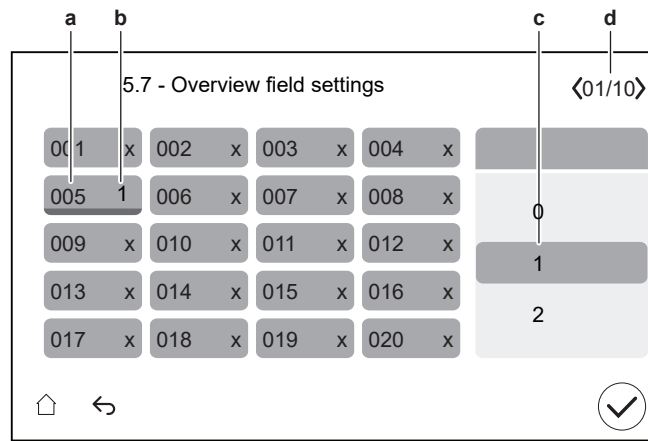 a b c d
5.7 - Overview field settings ❮01/10❯
001 x 002 x 003 x 004 x
005 1 006 x 007 x 008 x 0
009 x 010 x 011 x 012 x 1
013 x 014 x 015 x 016 x 2
017 x 018 x 019 x 020 x